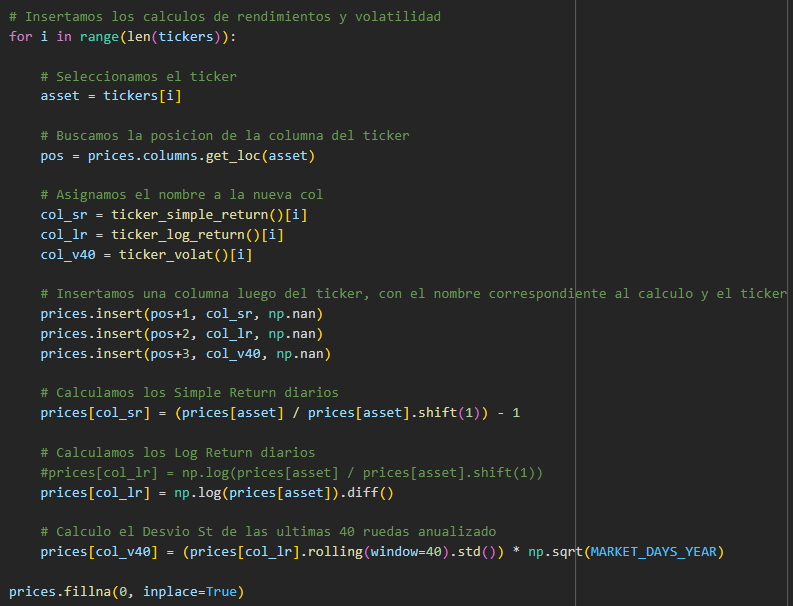 # Insertamos los calculos de rendimientos y volatilidad
for i in range(len(tickers)):
# Seleccionamos el ticker
asset = tickers[i]
# Buscamos la posicion de la columna del ticker
pos = prices.columns.get_loc(asset)
# Asignamos el nombre a la nueva col
col_sr = ticker_simple_return()[i]
col_lr = ticker_log_return()[i]
col_v40 = ticker_volat()[i]
# Insertamos una columna luego del ticker, con el nombre correspondiente al calculo y el ticker
prices.insert(pos+1, col_sr, np.nan)
prices.insert(pos+2, col_lr, np.nan)
prices.insert(pos+3, col_v40, np.nan)
# Calculamos los Simple Return diarios
prices[col_sr] = (prices[asset] / prices[asset].shift(1)) - 1
# Calculamos los Log Return diarios
#prices[col_lr] = np.log(prices[asset] / prices[asset].shift(1))
prices[col_lr] = np.log(prices[asset]).diff()
# Calculo el Desvio St de las ultimas 40 ruedas anualizado
prices[col_v40] = (prices[col_lr].rolling(window=40).std()) * np.sqrt(MARKET_DAYS_YEAR)
prices.fillna(0, inplace=True)